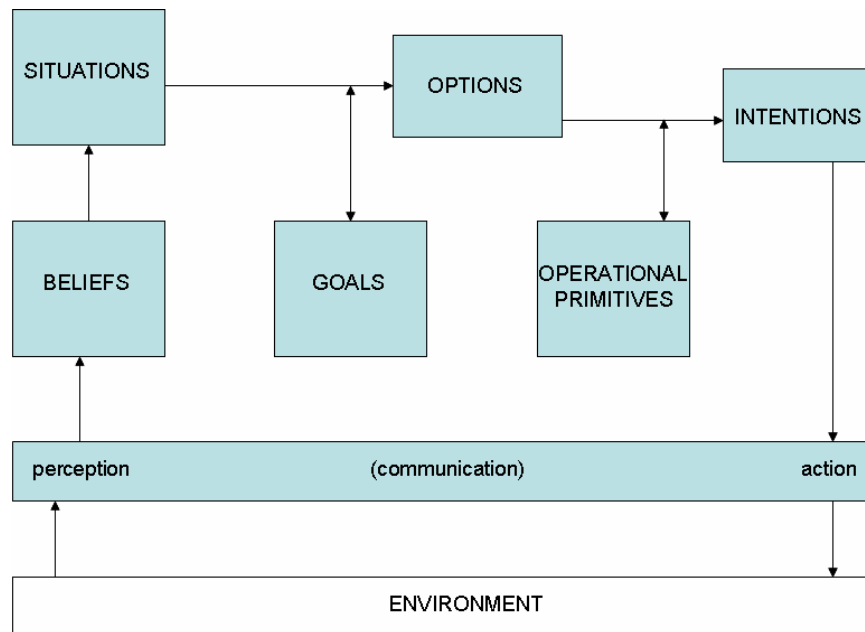 SITUATIONS
OPTIONS
INTENTIONS
BELIEFS
GOALS
OPERATIONAL
PRIMITIVES
perception
(communication)
action
ENVIRONMENT